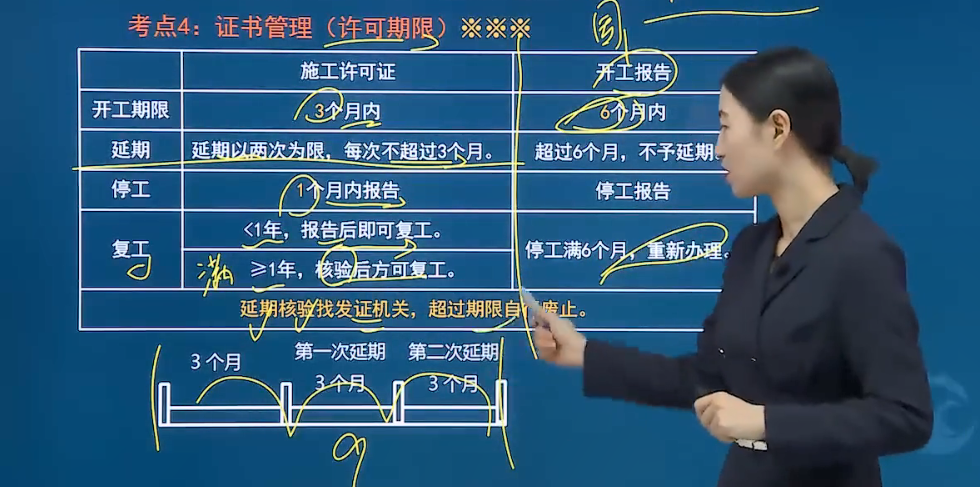 考点4：证书管理（许可期限）※※※
施工许可证 开工报告
开工期限 3个月内 6个月内
延期 延期以两次为限，每次不超过3个月。 超过6个月，不予延期。
停工 1个月内报告 停工报告
复工 <1年，报告后即可复工。 停工满6个月，重新办理。
满 ≥1年，核验后方可复工。
延期核验找发证机关，超过期限自 废止。
3个月 第一次延期 第二次延期
3个月 3个月
9